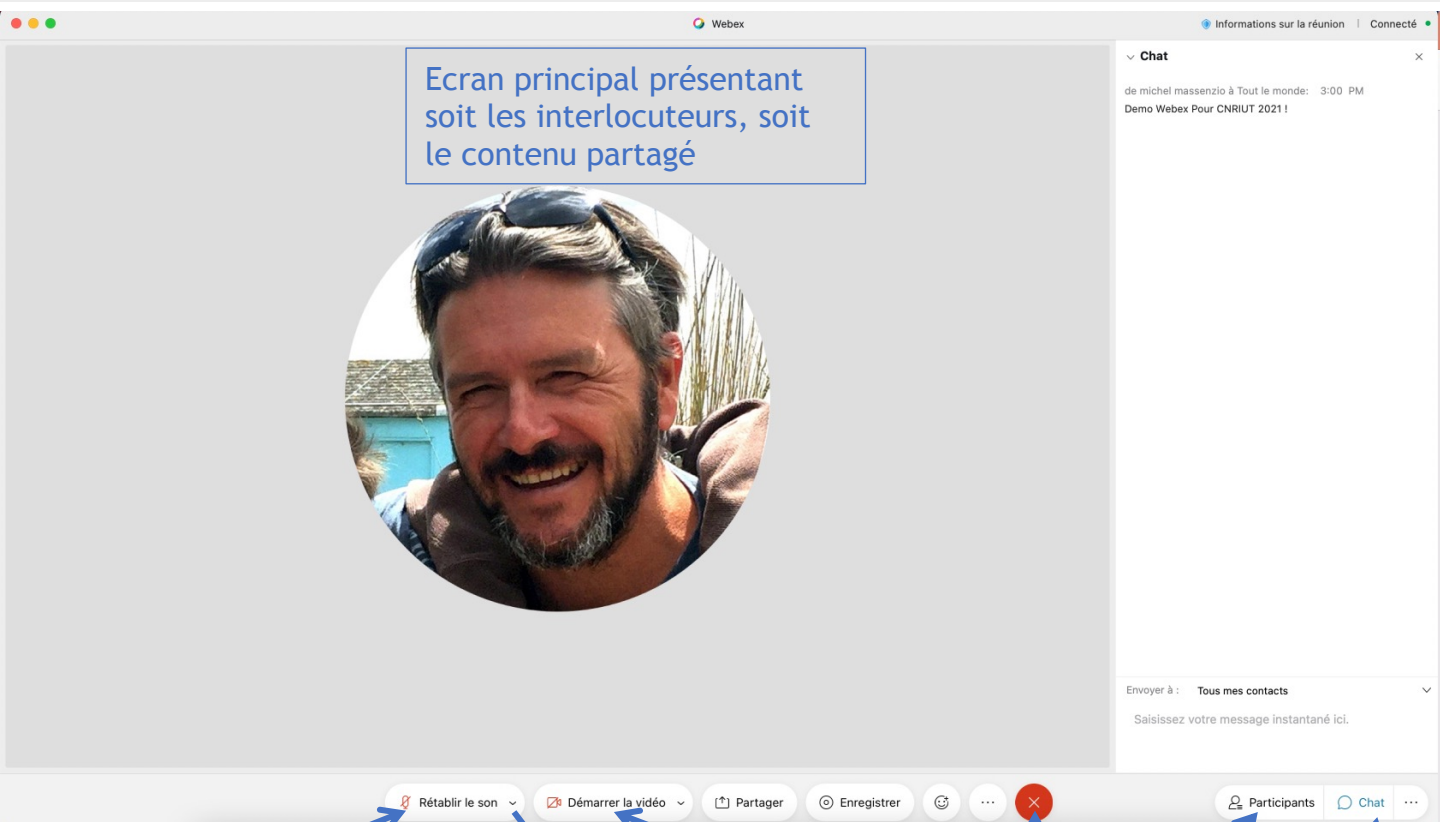 Webex
Informations sur la réunion | Connecté
Ecran principal présentant
soit les interlocuteurs, soit
le contenu partagé
Chat
de michel massenzio à Tout le monde: 3:00 PM
Demo Webex Pour CNRIUT 2021 !
Envoyer à : Tous mes contacts
Saisissez votre message instantané ici.
Rétablir le son
Démarrer la vidéo
Partager
Enregistrer
Participants
Chat